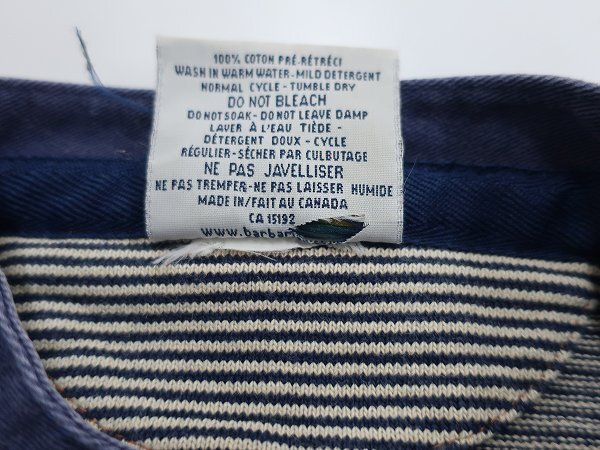 100% COTON PRÉ-RÉTRÉCI
WASH IN WARM WATER-MILD DETERGENT
NORMAL CYCLE-TUMBLE DRY
DO NOT BLEACH
DO NOT SOAK-DO NOT LEAVE DAMP
LAVER À L'EAU TIÈDE-
DÉTERGENT DOUX-CYCLE
RÉGULIER-SÉCHER PAR CULBUTAGE
NE PAS JAVELLISER
NE PAS TREMPER-NE PAS LAISSER HUMIDE
MADE IN/FAIT AU CANADA
CA 15192